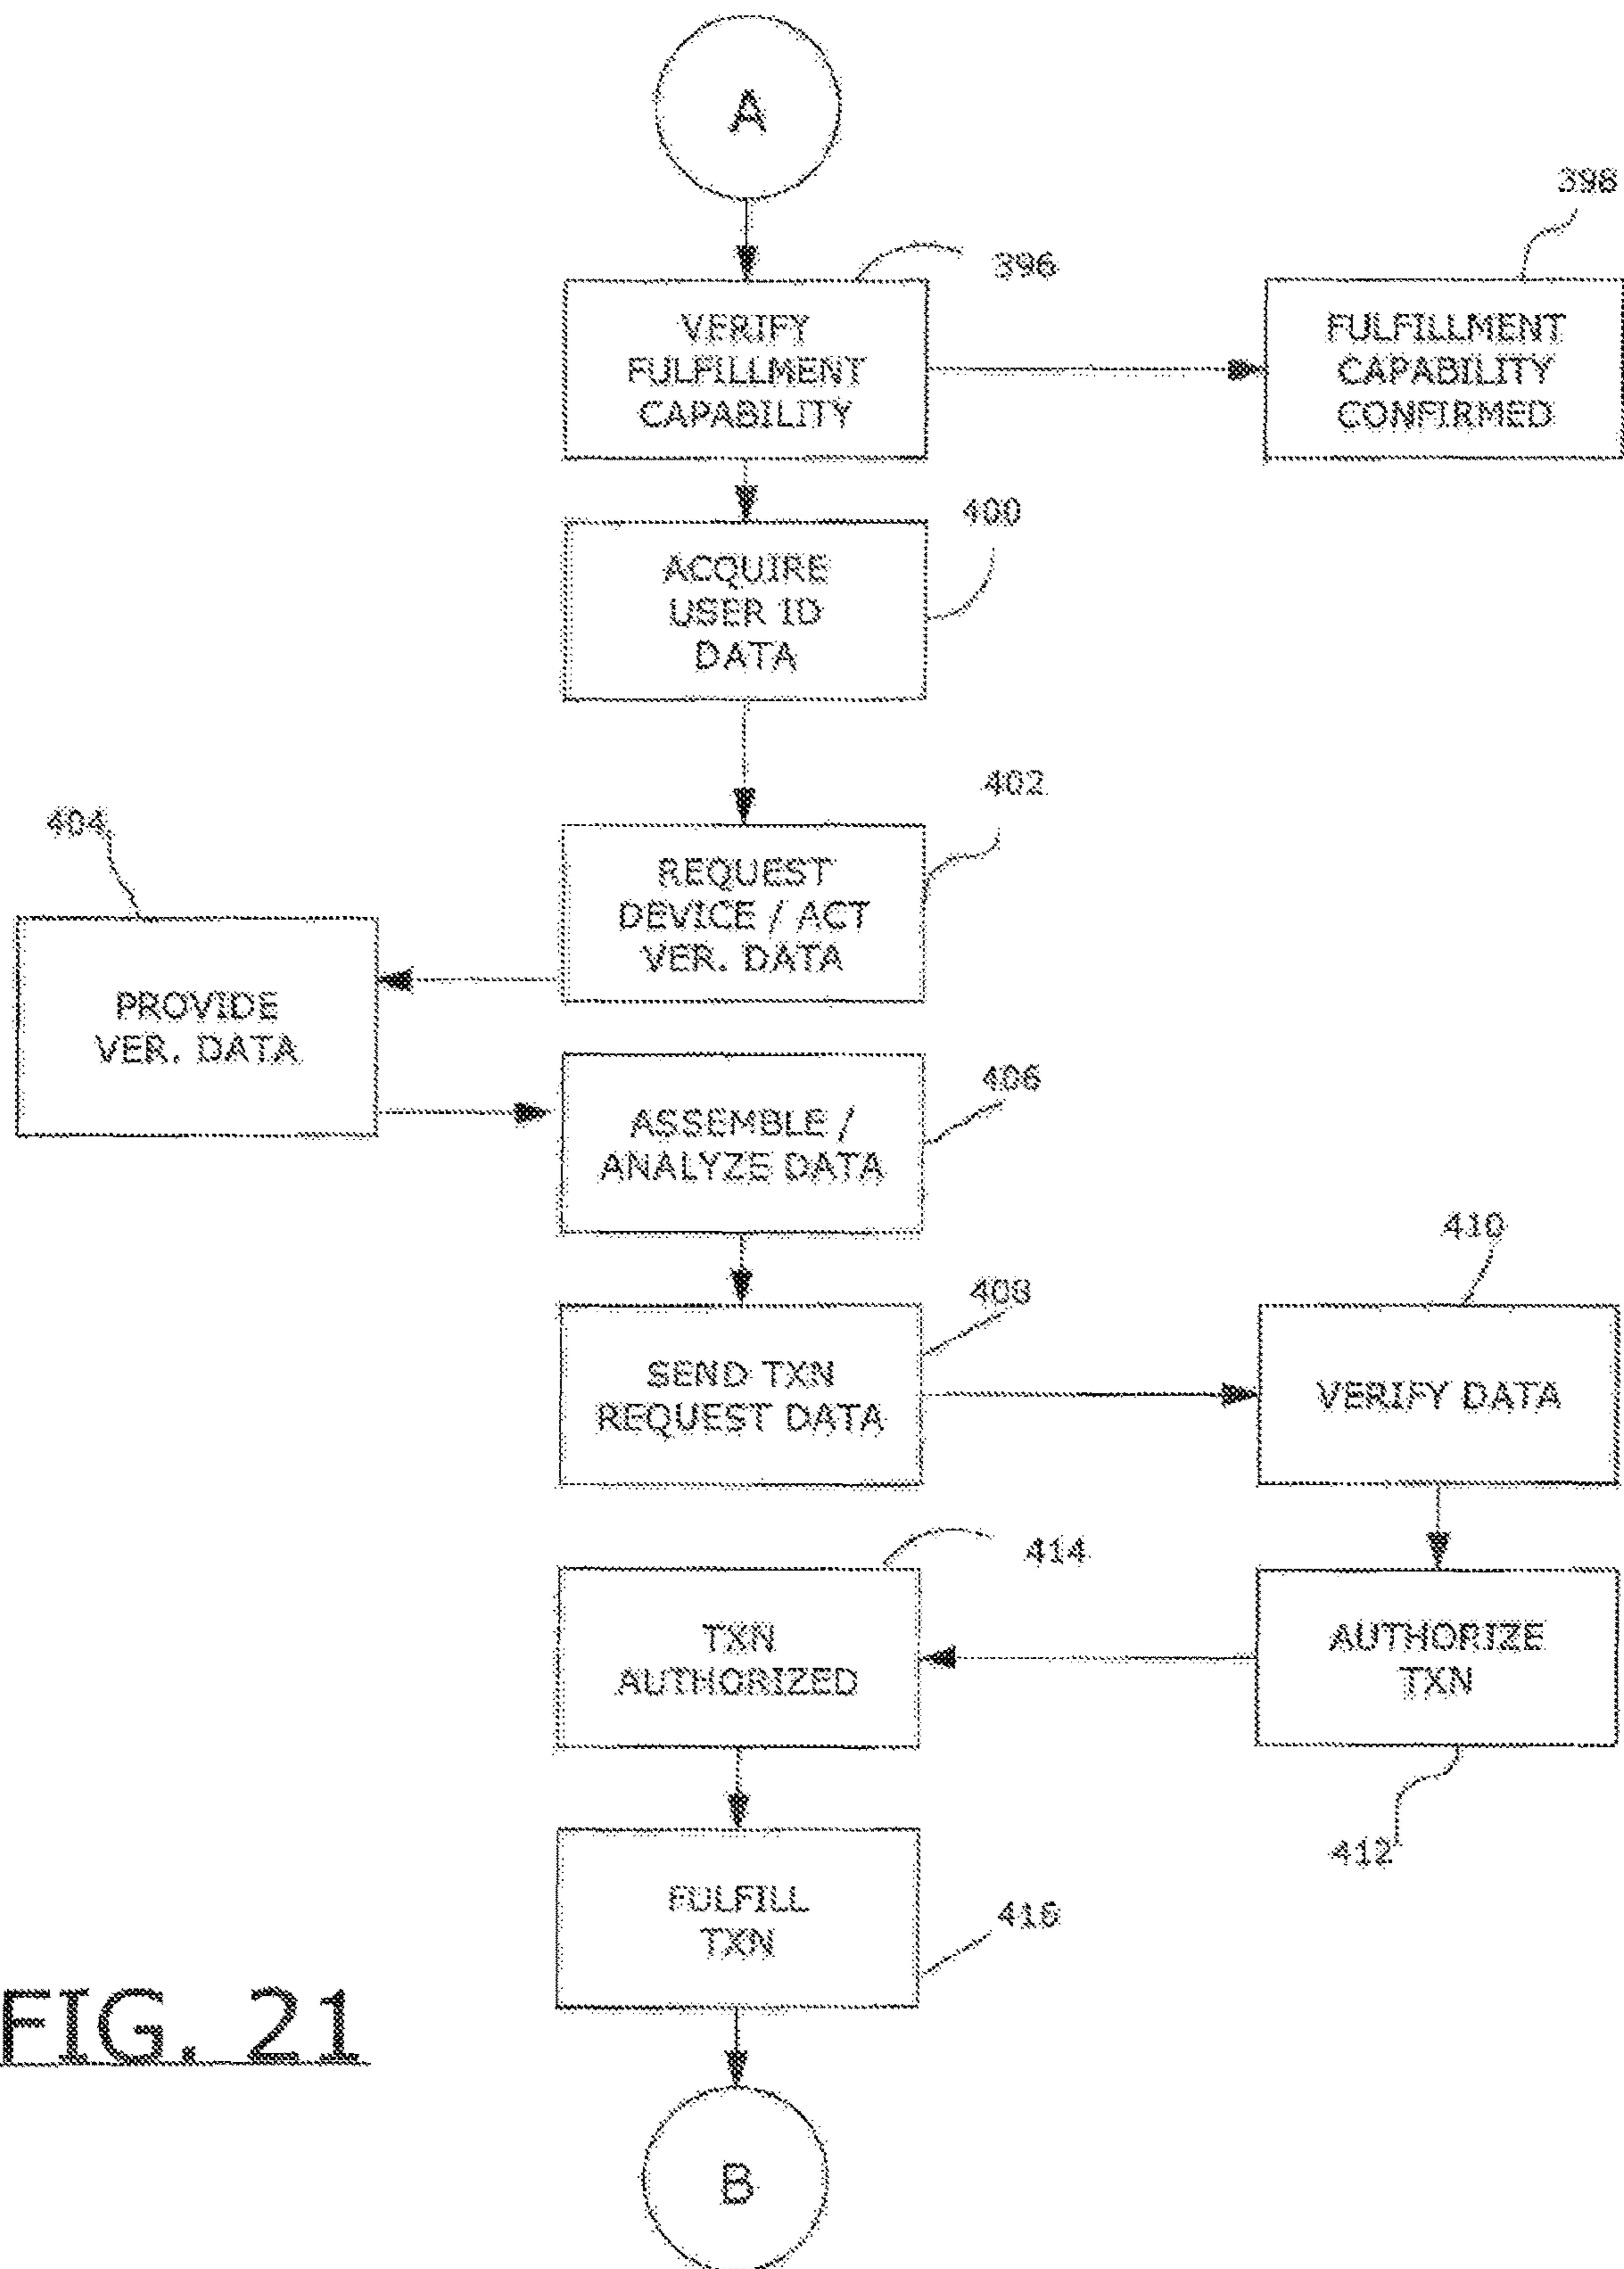 A
398
396
VERIFY
FULFILLMENT
CAPABILITY
FULFILLMENT
CAPABILITY
CONFIRMED
400
ACQUIRE
USER ID
DATA
402
404
REQUEST
DEVICE / ACT
VER. DATA
PROVIDE
VER. DATA
406
ASSEMBLE /
ANALYZE DATA
410
408
SEND TXN
REQUEST DATA
VERIFY DATA
414
TXN
AUTHORIZED
AUTHORIZE
TXN
412
FULFILL
TXN
416
FIG. 21
B